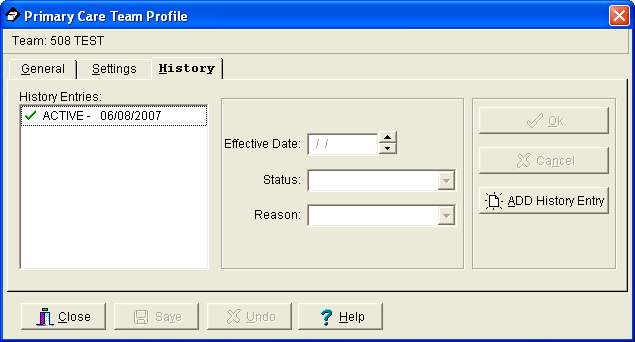 Primary Care Team Profile
Team: 508 TEST
General Settings History
History Entries:
ACTIVE - 06/08/2007
Effective Date: / /
Status:
Reason:
Ok
Cancel
ADD History Entry
Close Save Undo ? Help